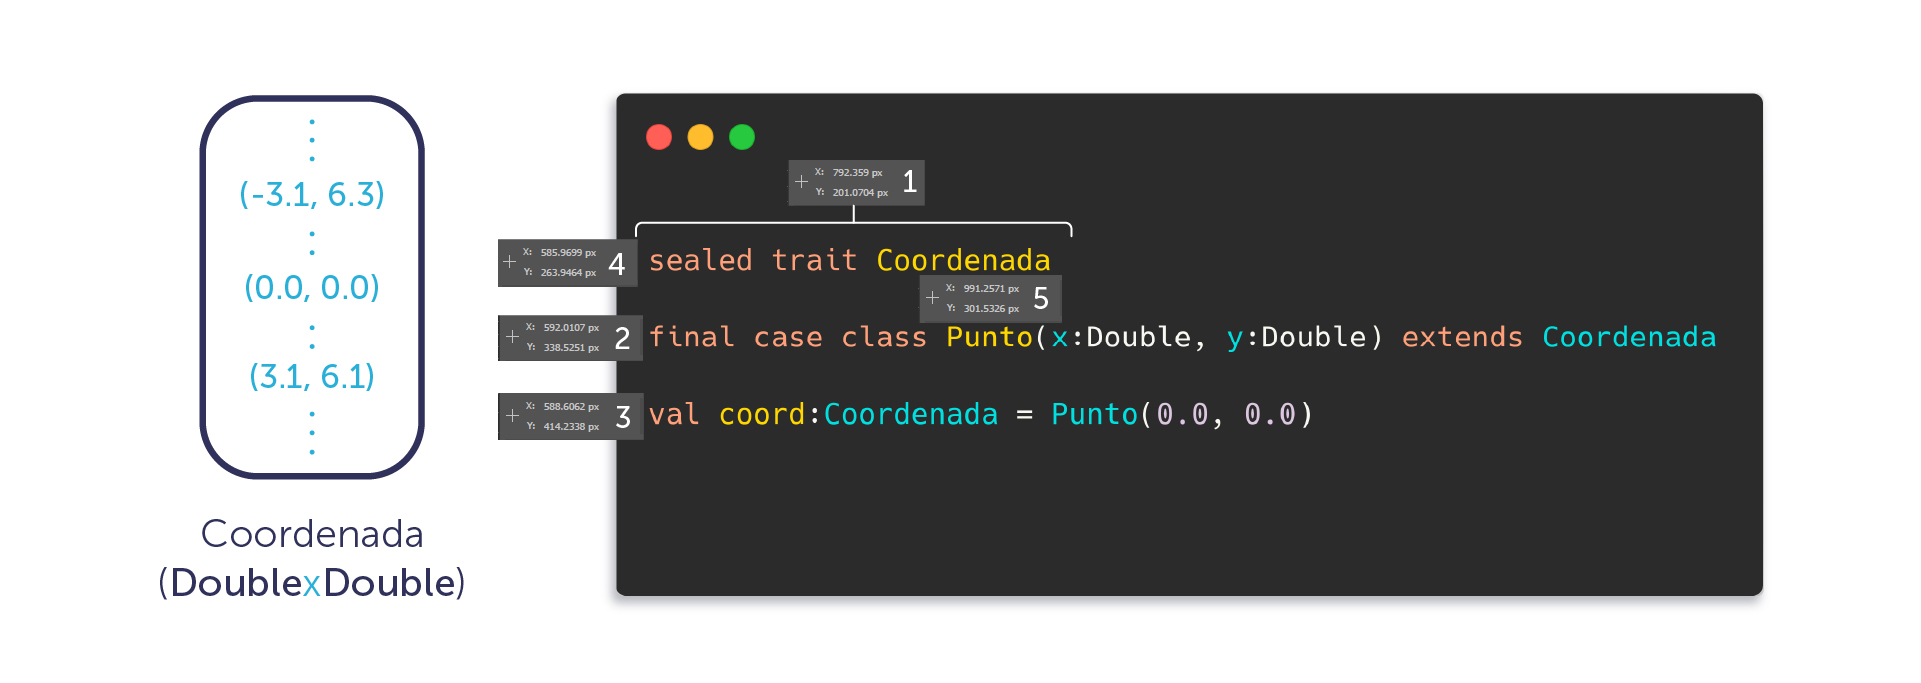 (-3.1, 6.3)
(0.0, 0.0)
(3.1, 6.1)
Coordenada
(DoublexDouble)
X: 792.359 px
Y: 201.0704 px
1
X: 585.9699 px
Y: 263.9464 px
4
sealed trait Coordenada
X: 991.2571 px
Y: 301.5326 px
5
X: 592.0107 px
Y: 338.5251 px
2
final case class Punto(x:Double, y:Double) extends Coordenada
X: 588.6062 px
Y: 414.2338 px
3
val coord:Coordenada = Punto(0.0, 0.0)